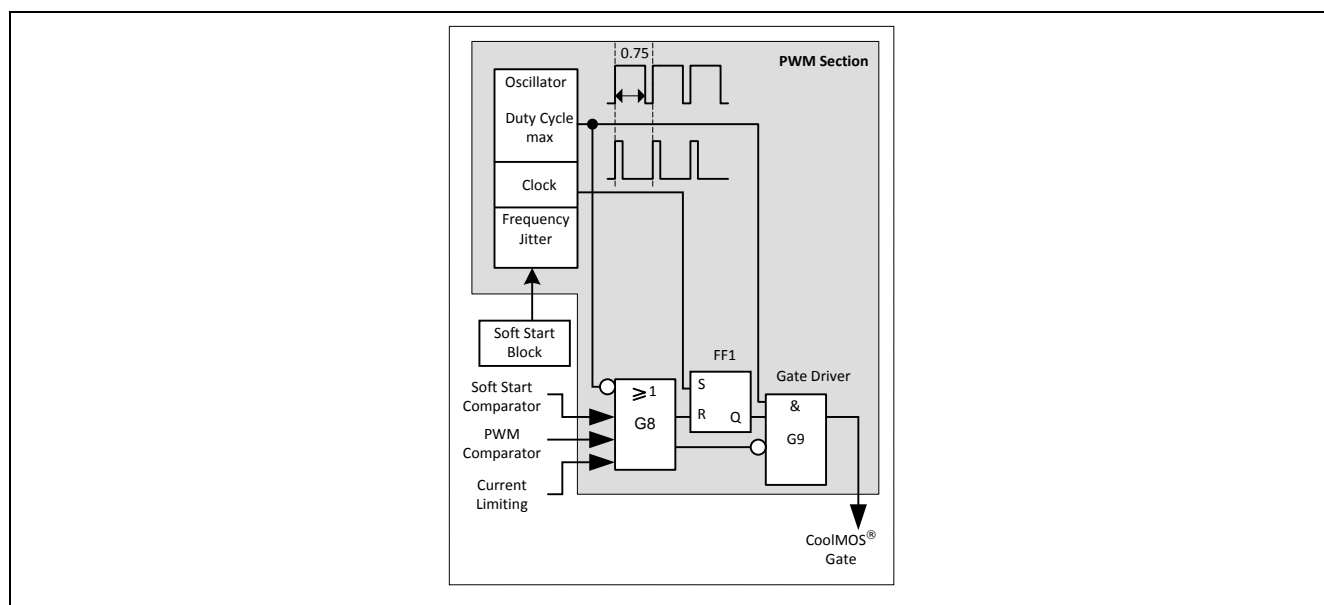 0.75
PWM Section
Oscillator
Duty Cycle
max
Clock
Frequency
Jitter
Soft Start
Block
FF1
Gate Driver
Soft Start
Comparator
PWM
Comparator
Current
Limiting
⩾1
G8
S
R
Q
&
G9
CoolMOS®
Gate